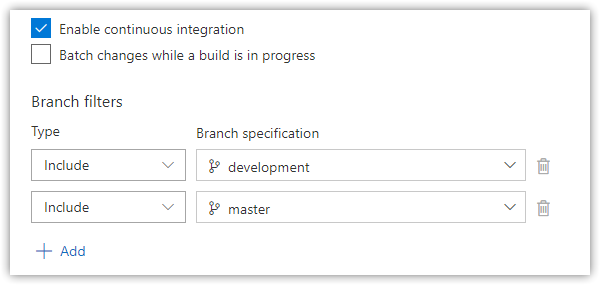 Enable continuous integration
Batch changes while a build is in progress
Branch filters
Type Branch specification
Include development
Include master
Add